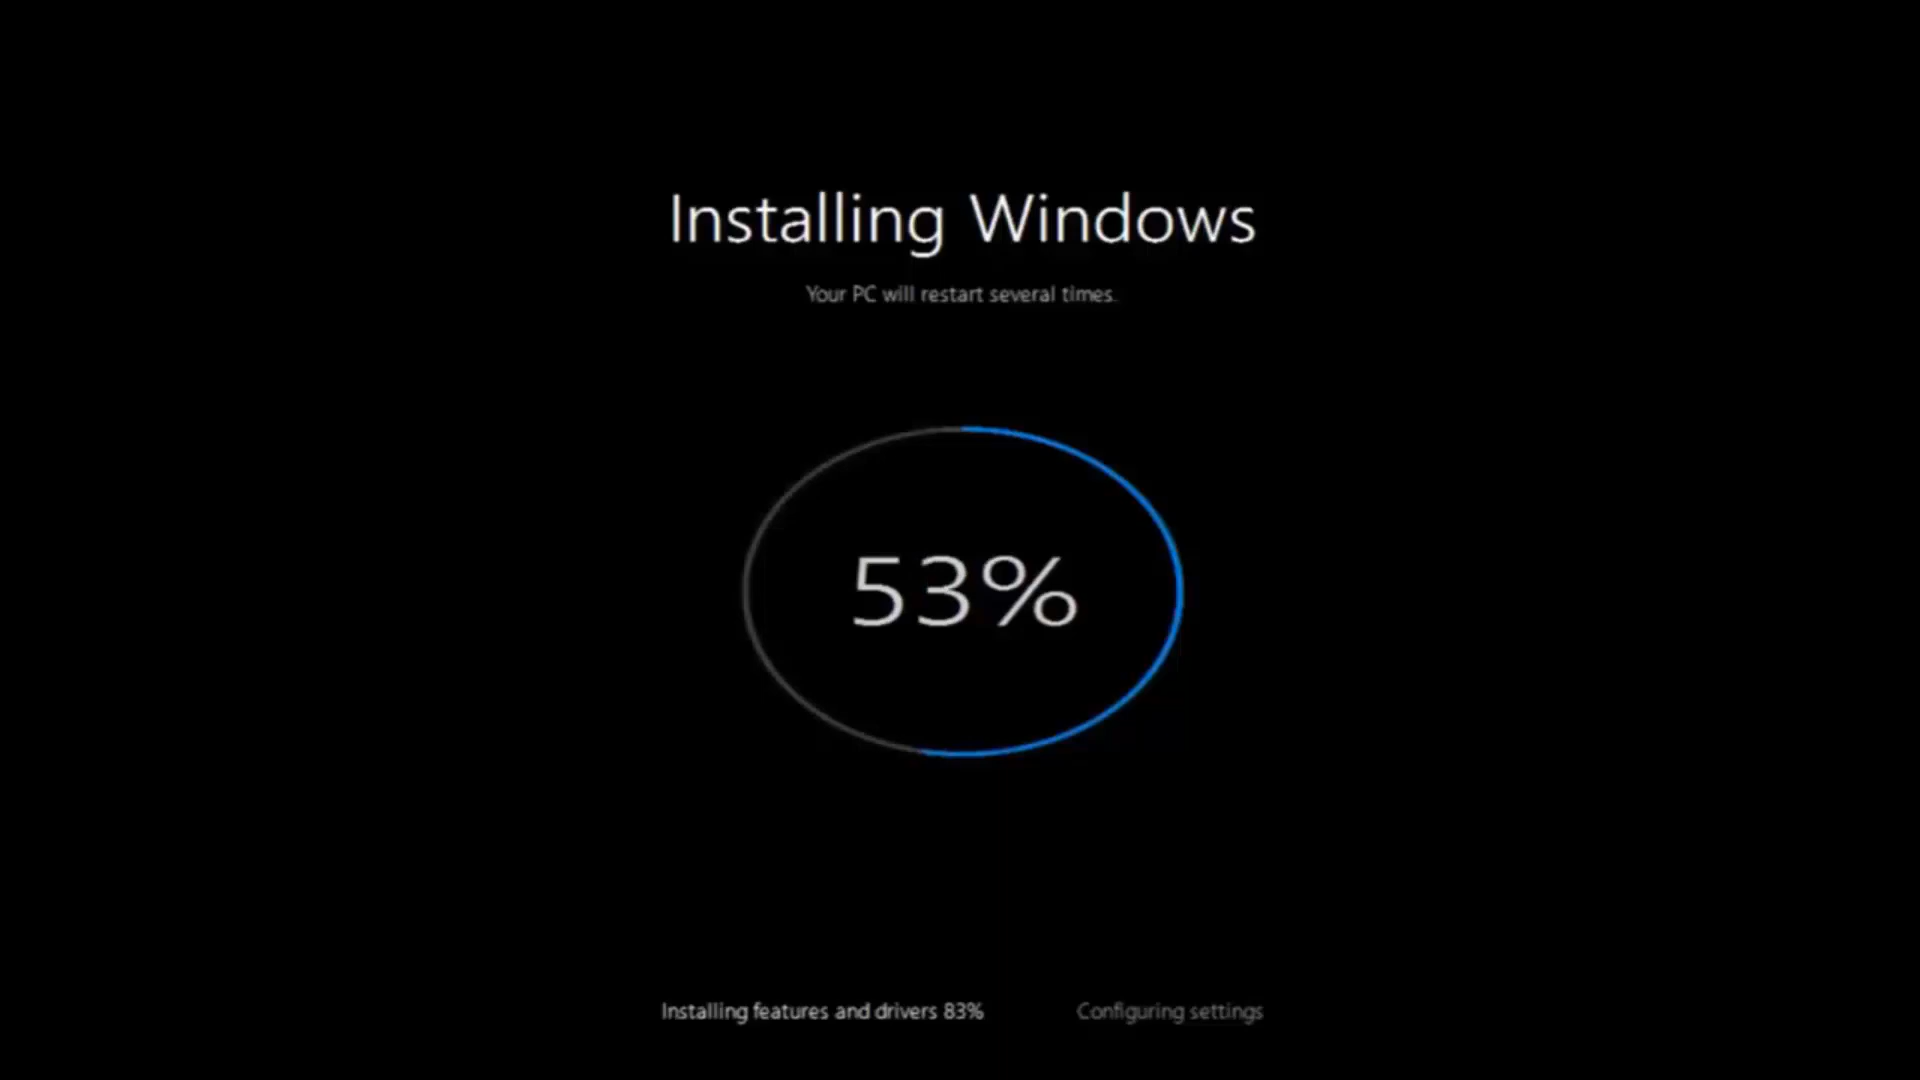 Installing Windows
Your PC will restart several times.
53%
Installing features and drivers 83%
Configuring settings